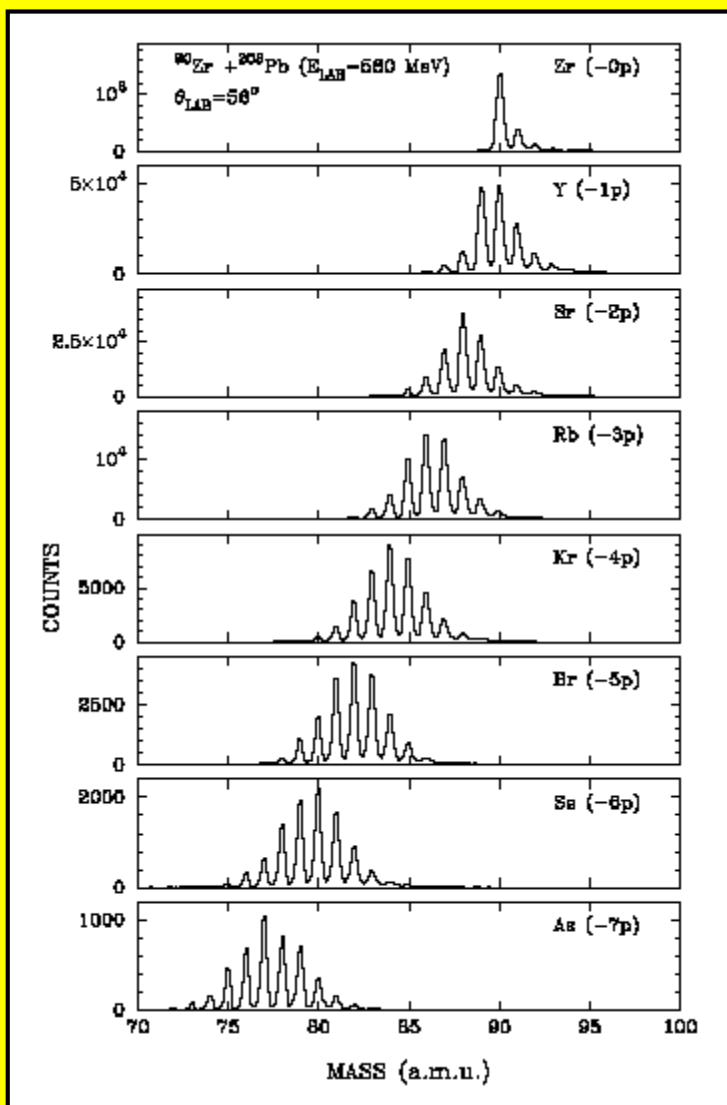 ⁹⁰Zr + ²⁰⁸Pb (E_LAB=560 MeV)
θ_LAB=56°
Zr (-0p)
10⁵
0
Y (-1p)
5×10⁴
0
Sr (-2p)
2.5×10⁴
0
Rb (-3p)
10⁴
0
Kr (-4p)
5000
0
Br (-5p)
2500
0
Se (-6p)
2000
0
As (-7p)
1000
0
COUNTS
70 75 80 85 90 95 100
MASS (a.m.u.)